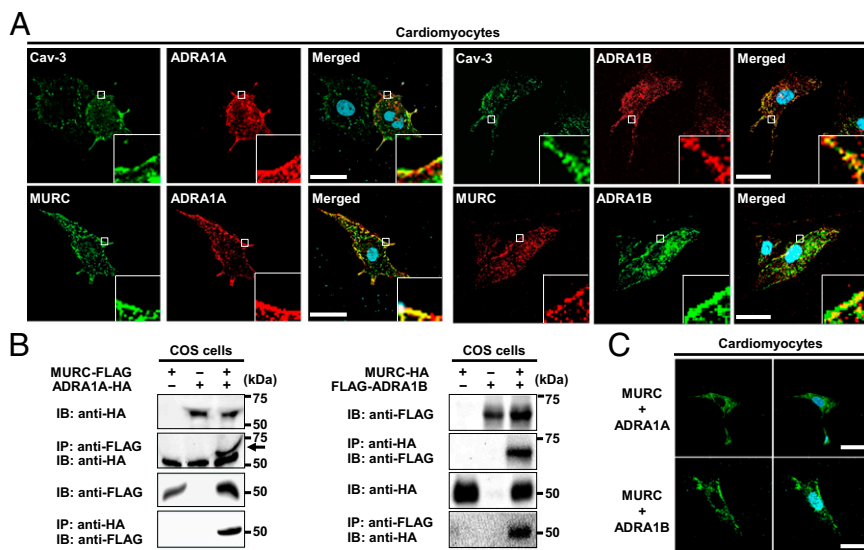 A
Cardiomyocytes
Cav-3 ADRA1A Merged Cav-3 ADRA1B Merged
MURC ADRA1A Merged MURC ADRA1B Merged
B
COS cells
MURC-FLAG + − +
ADRA1A-HA − + + (kDa)
IB: anti-HA
75
50
IP: anti-FLAG
IB: anti-HA
75
50
IB: anti-FLAG
50
IP: anti-HA
IB: anti-FLAG
50
COS cells
MURC-HA + − +
FLAG-ADRA1B − + + (kDa)
IB: anti-FLAG
75
IP: anti-HA
IB: anti-FLAG
75
IB: anti-HA
50
IP: anti-FLAG
IB: anti-HA
50
C
Cardiomyocytes
MURC
+
ADRA1A
MURC
+
ADRA1B